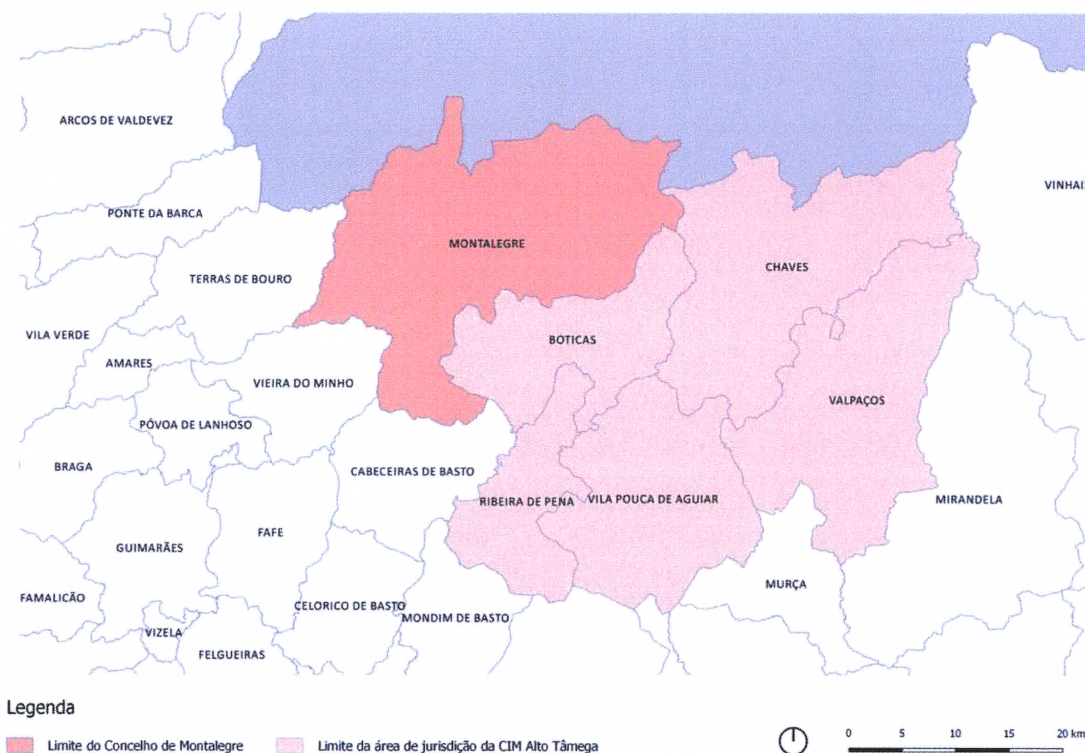 ARCOS DE VALDEVEZ
VINHAIS
PONTE DA BARCA
MONTALEGRE
CHAVES
TERRAS DE BOURO
VILA VERDE
BOTICAS
AMARES
VIEIRA DO MINHO
VALPAÇOS
PÓVOA DE LANHOSO
BRAGA
CABECEIRAS DE BASTO
RIBEIRA DE PENA
VILA POUCA DE AGUIAR
MIRANDELA
FAFE
GUIMARÃES
MURÇA
FAMALICÃO
CELORICO DE BASTO
MONDIM DE BASTO
VIZELA
FELGUEIRAS
Legenda
Limite do Concelho de Montalegre
Limite da área de jurisdição da CIM Alto Tâmega
0 5 10 15 20 km